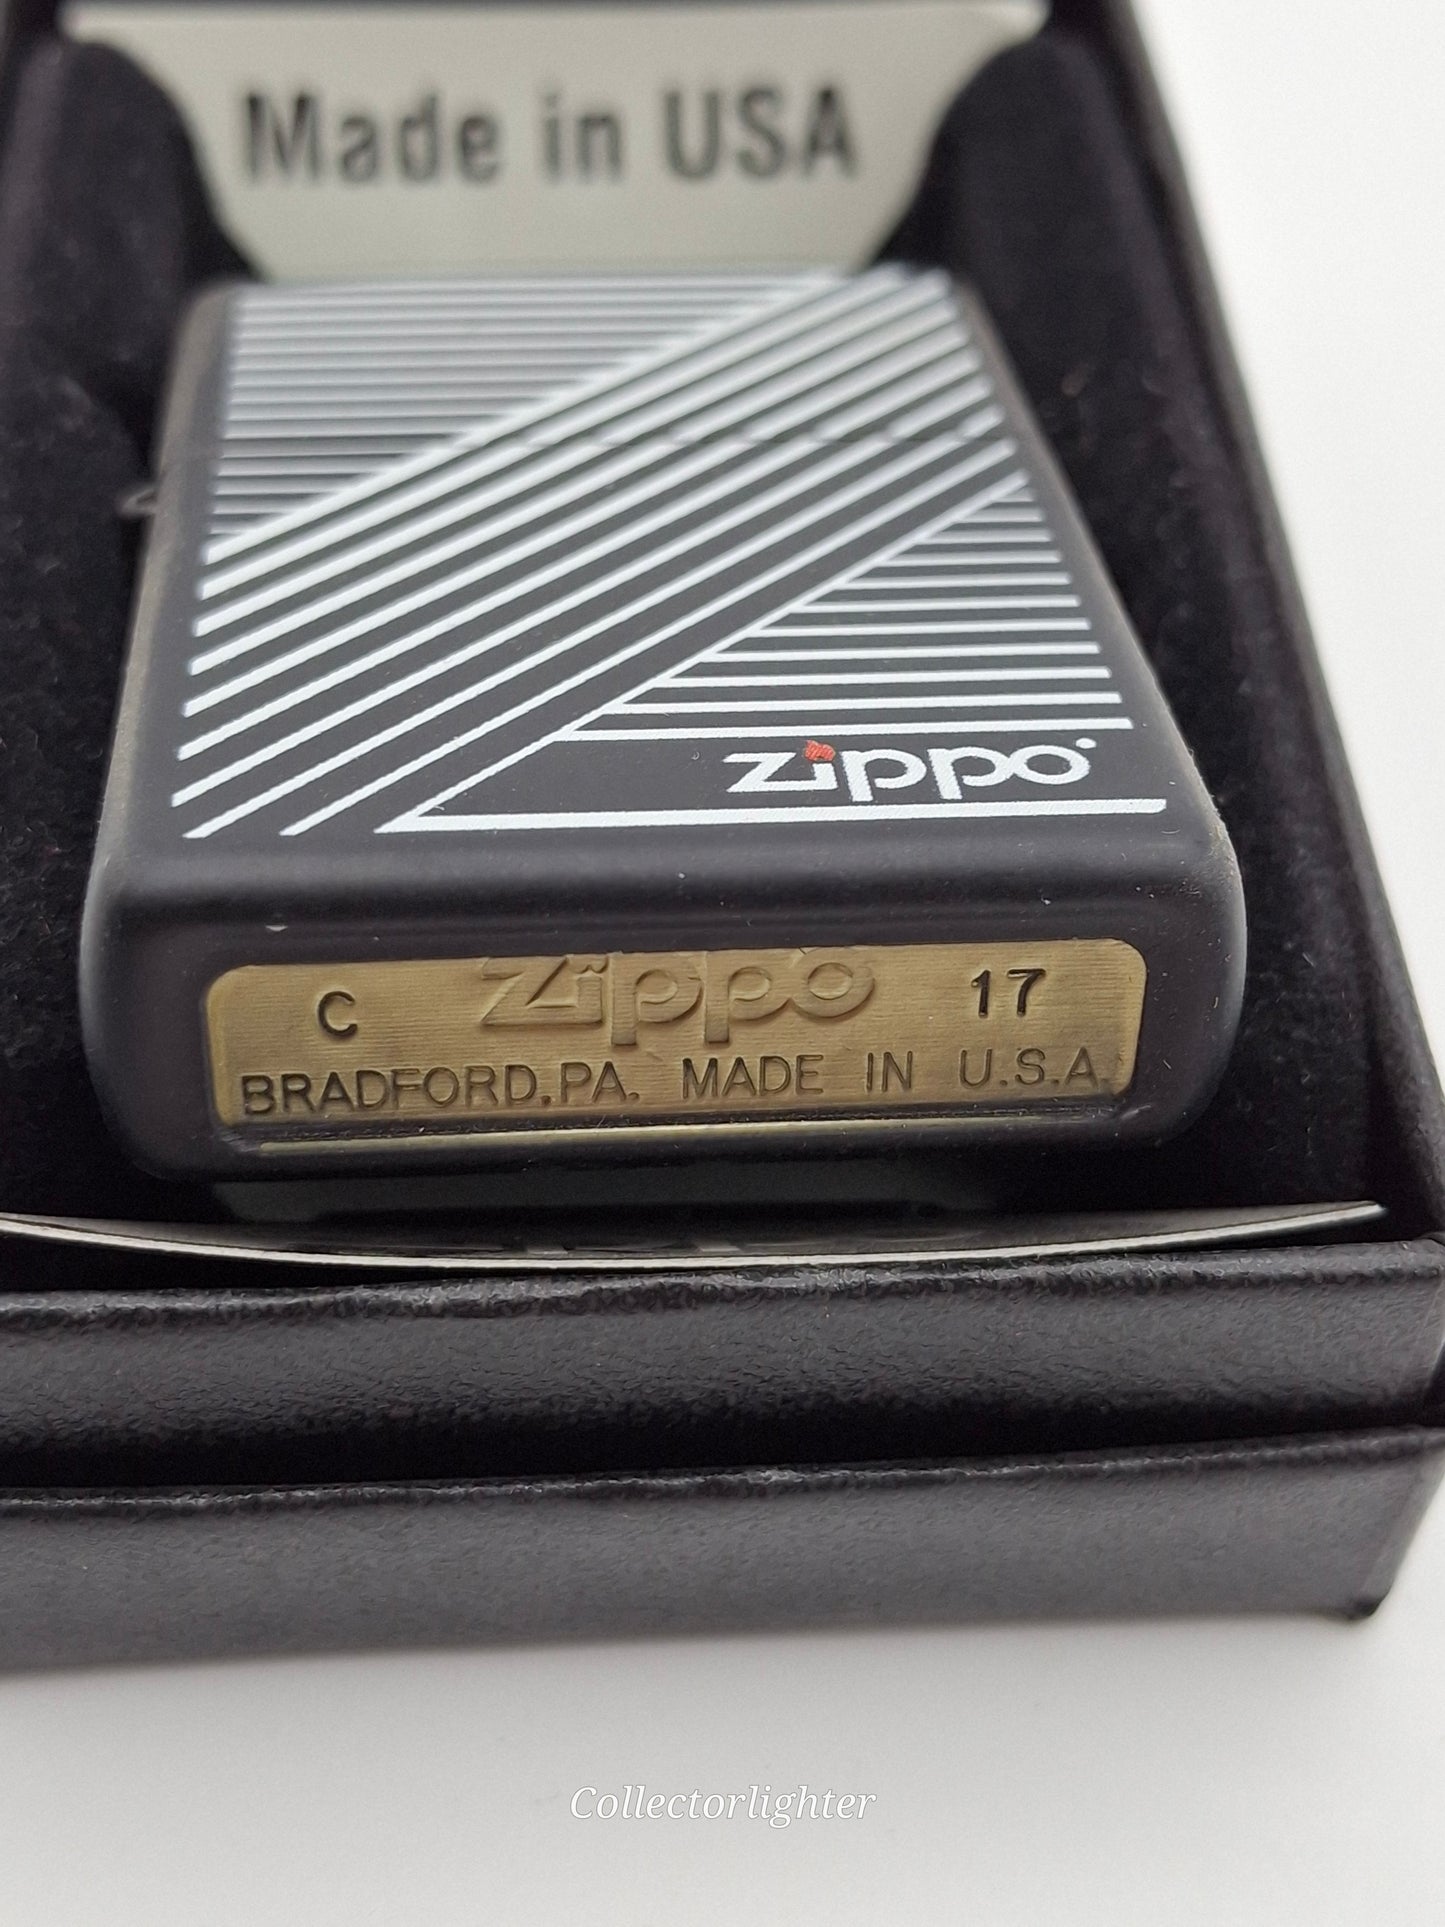 Made in USA
zippo
C Zippo 17
BRADFORD, PA. MADE IN U.S.A.
Collectorlighter